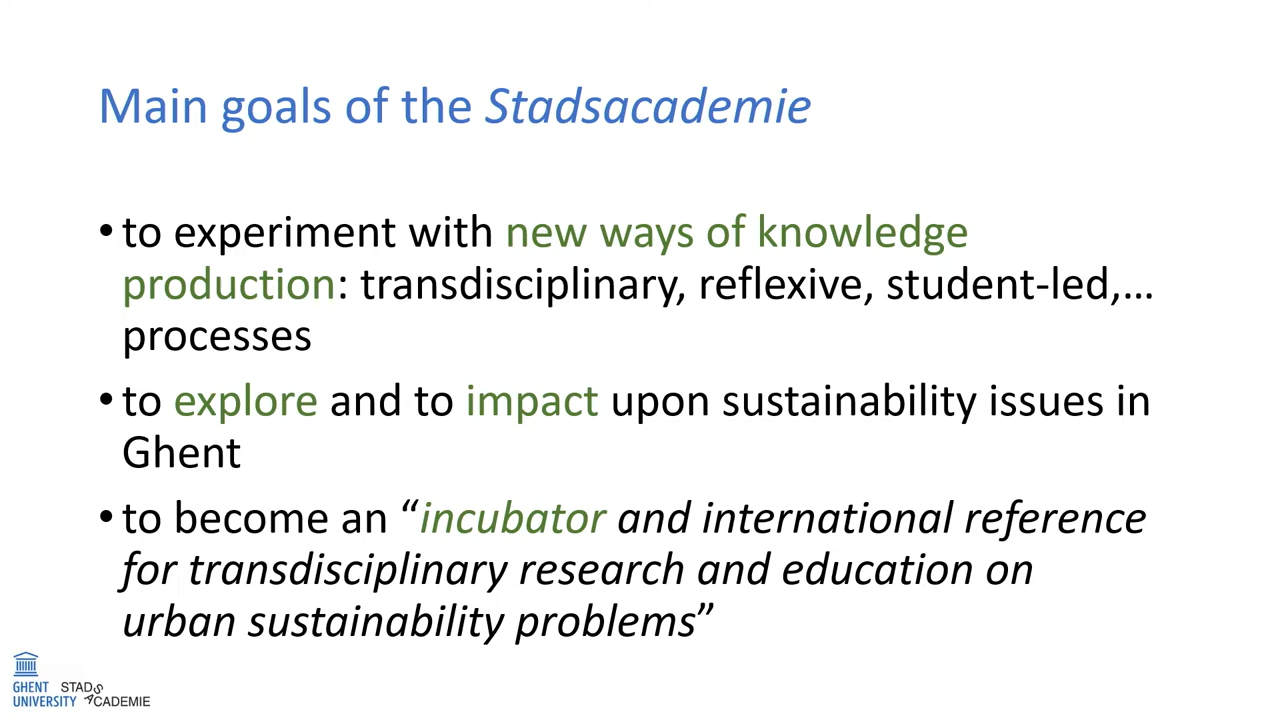 Main goals of the Stadsacademie
• to experiment with new ways of knowledge
production: transdisciplinary, reflexive, student-led,…
processes
• to explore and to impact upon sustainability issues in
Ghent
• to become an “incubator and international reference
for transdisciplinary research and education on
urban sustainability problems”
GHENT
UNIVERSITY
STADS
ACADEMIE